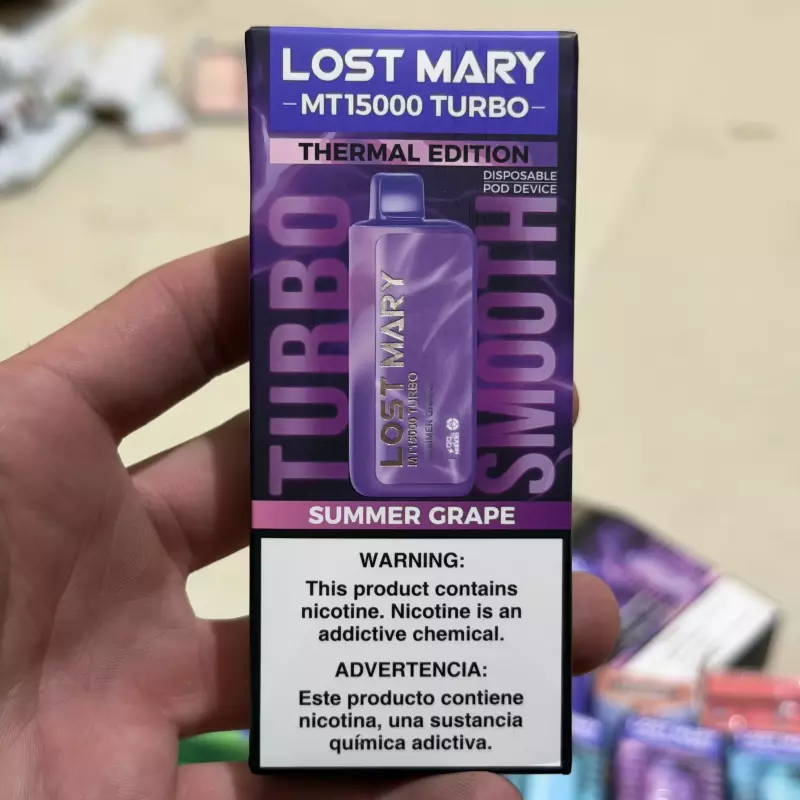 LOST MARY
MT15000 TURBO
THERMAL EDITION
DISPOSABLE
POD DEVICE
TURBO
LOST MARY
MT15000 TURBO
SMOOTH
SUMMER GRAPE
WARNING:
This product contains
nicotine. Nicotine is an
addictive chemical.
ADVERTENCIA:
Este producto contiene
nicotina, una sustancia
química adictiva.